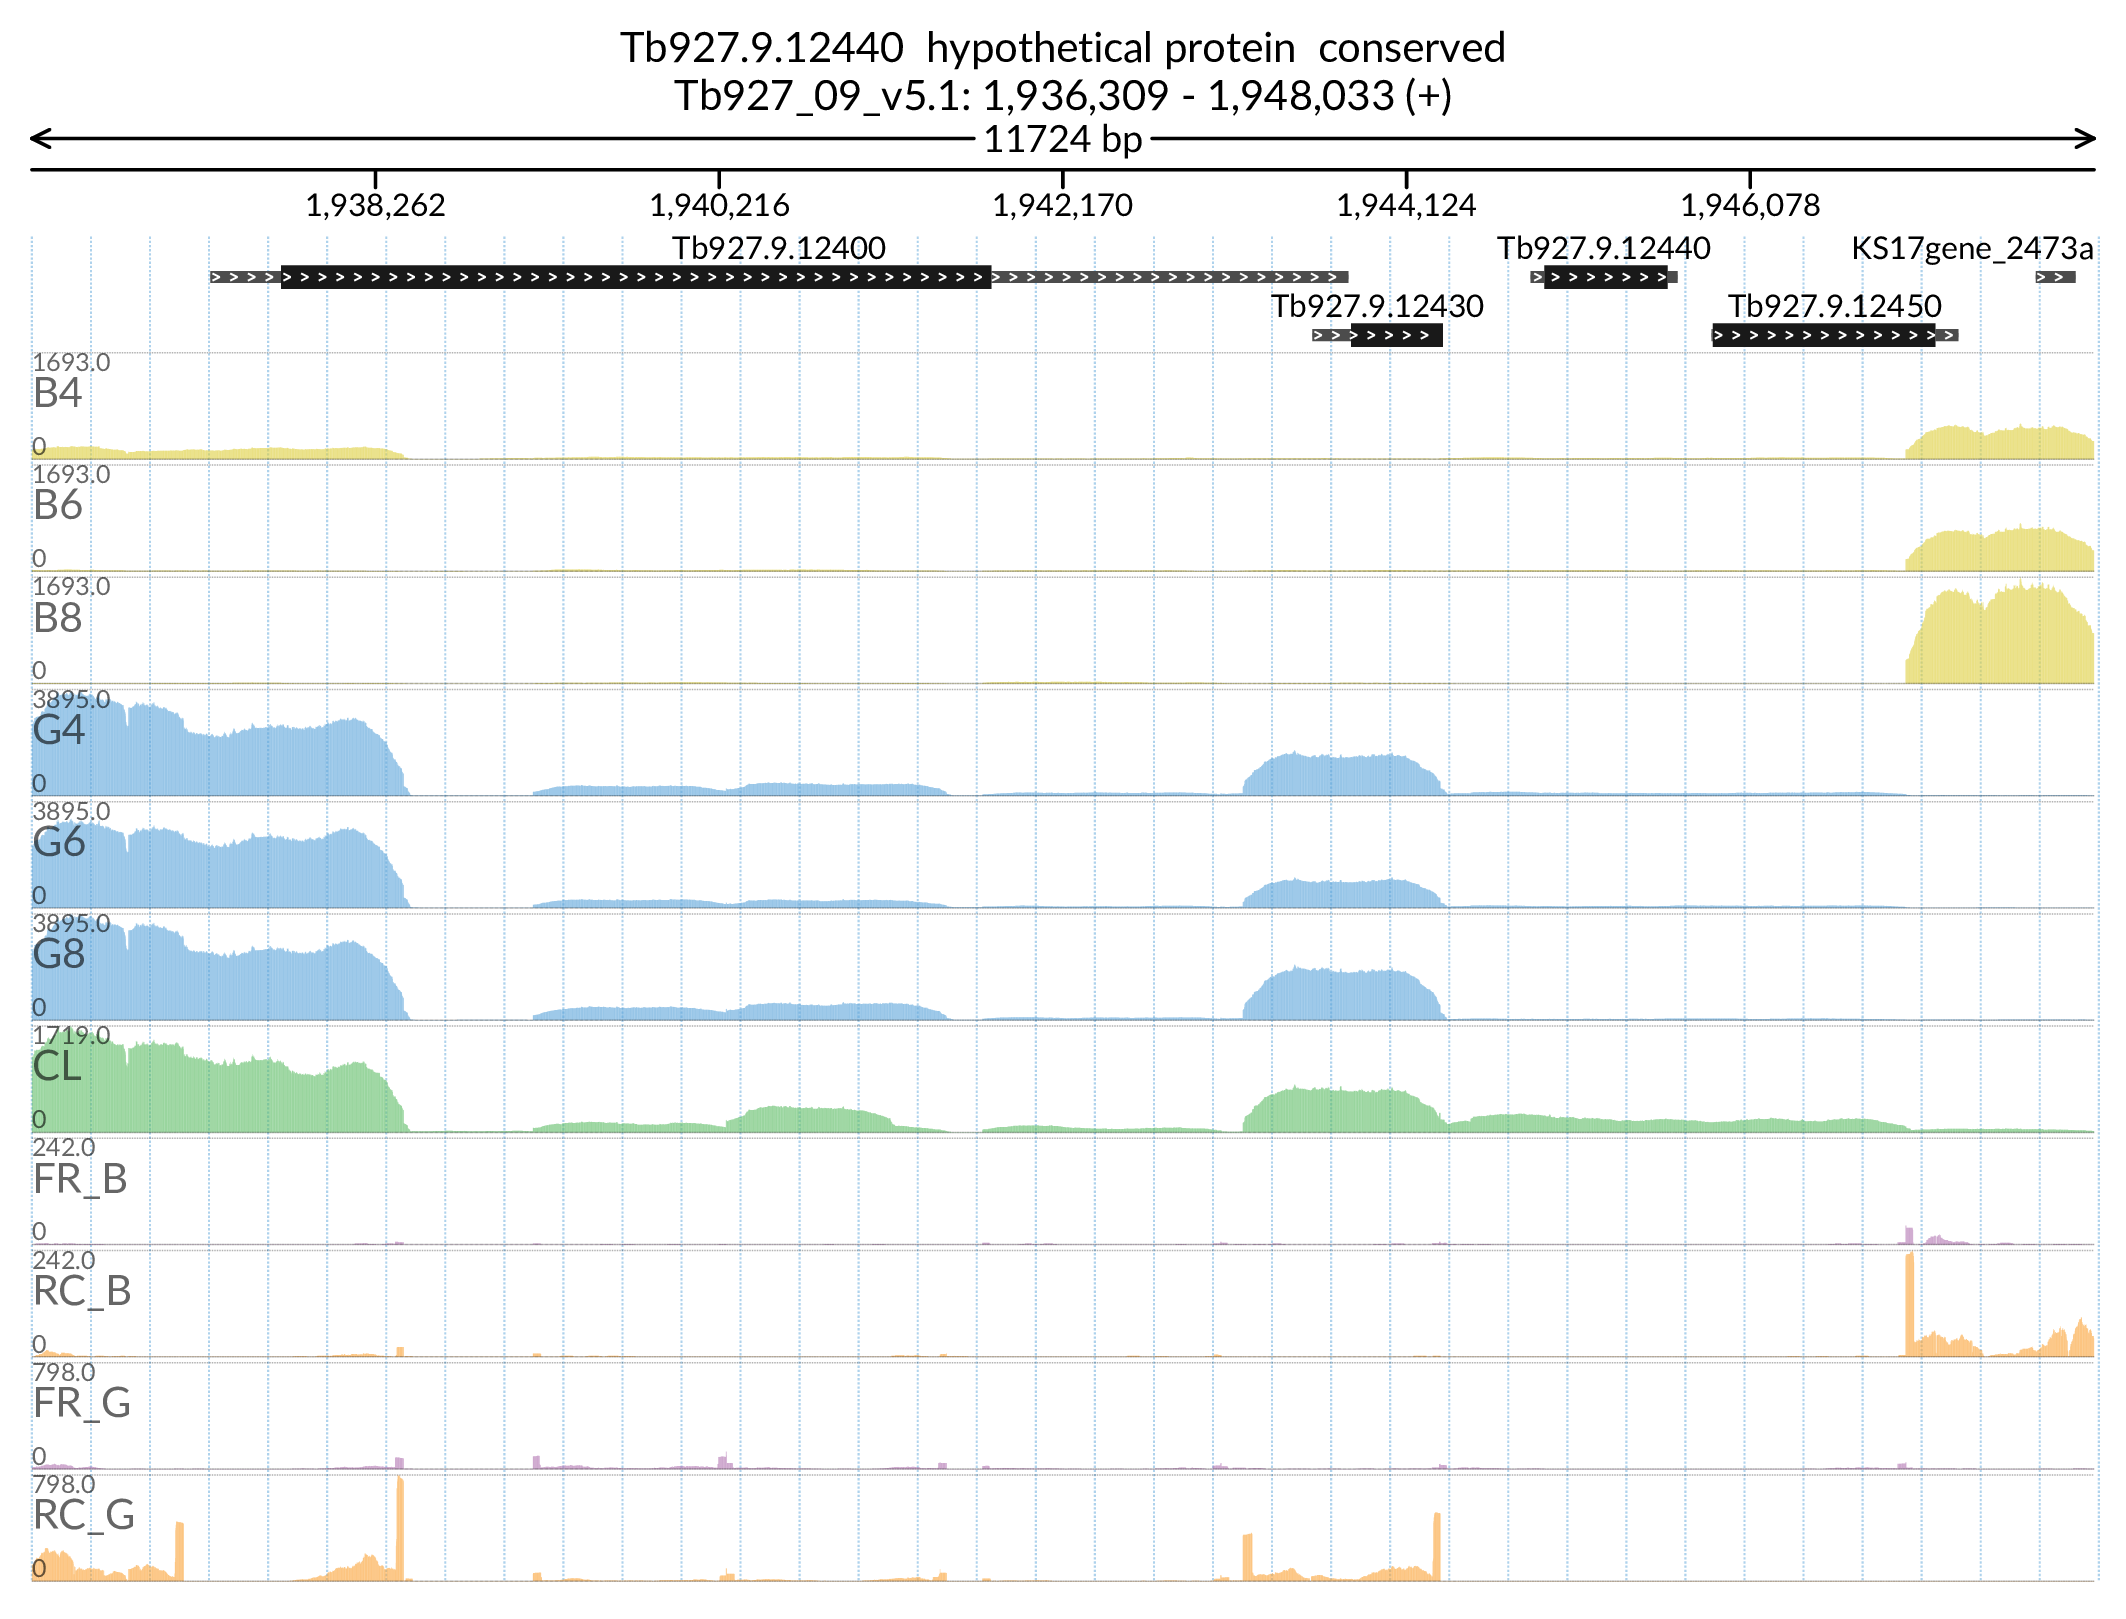 Tb927.9.12440  hypothetical protein  conserved
Tb927_09_v5.1: 1,936,309 - 1,948,033 (+)
11724 bp
1,938,262 1,940,216 1,942,170 1,944,124 1,946,078
Tb927.9.12400 Tb927.9.12440 KS17gene_2473a
Tb927.9.12430 Tb927.9.12450
1693.0
B4
0
1693.0
B6
0
1693.0
B8
0
3895.0
G4
0
3895.0
G6
0
3895.0
G8
0
1719.0
CL
0
242.0
FR_B
0
242.0
RC_B
0
798.0
FR_G
0
798.0
RC_G
0